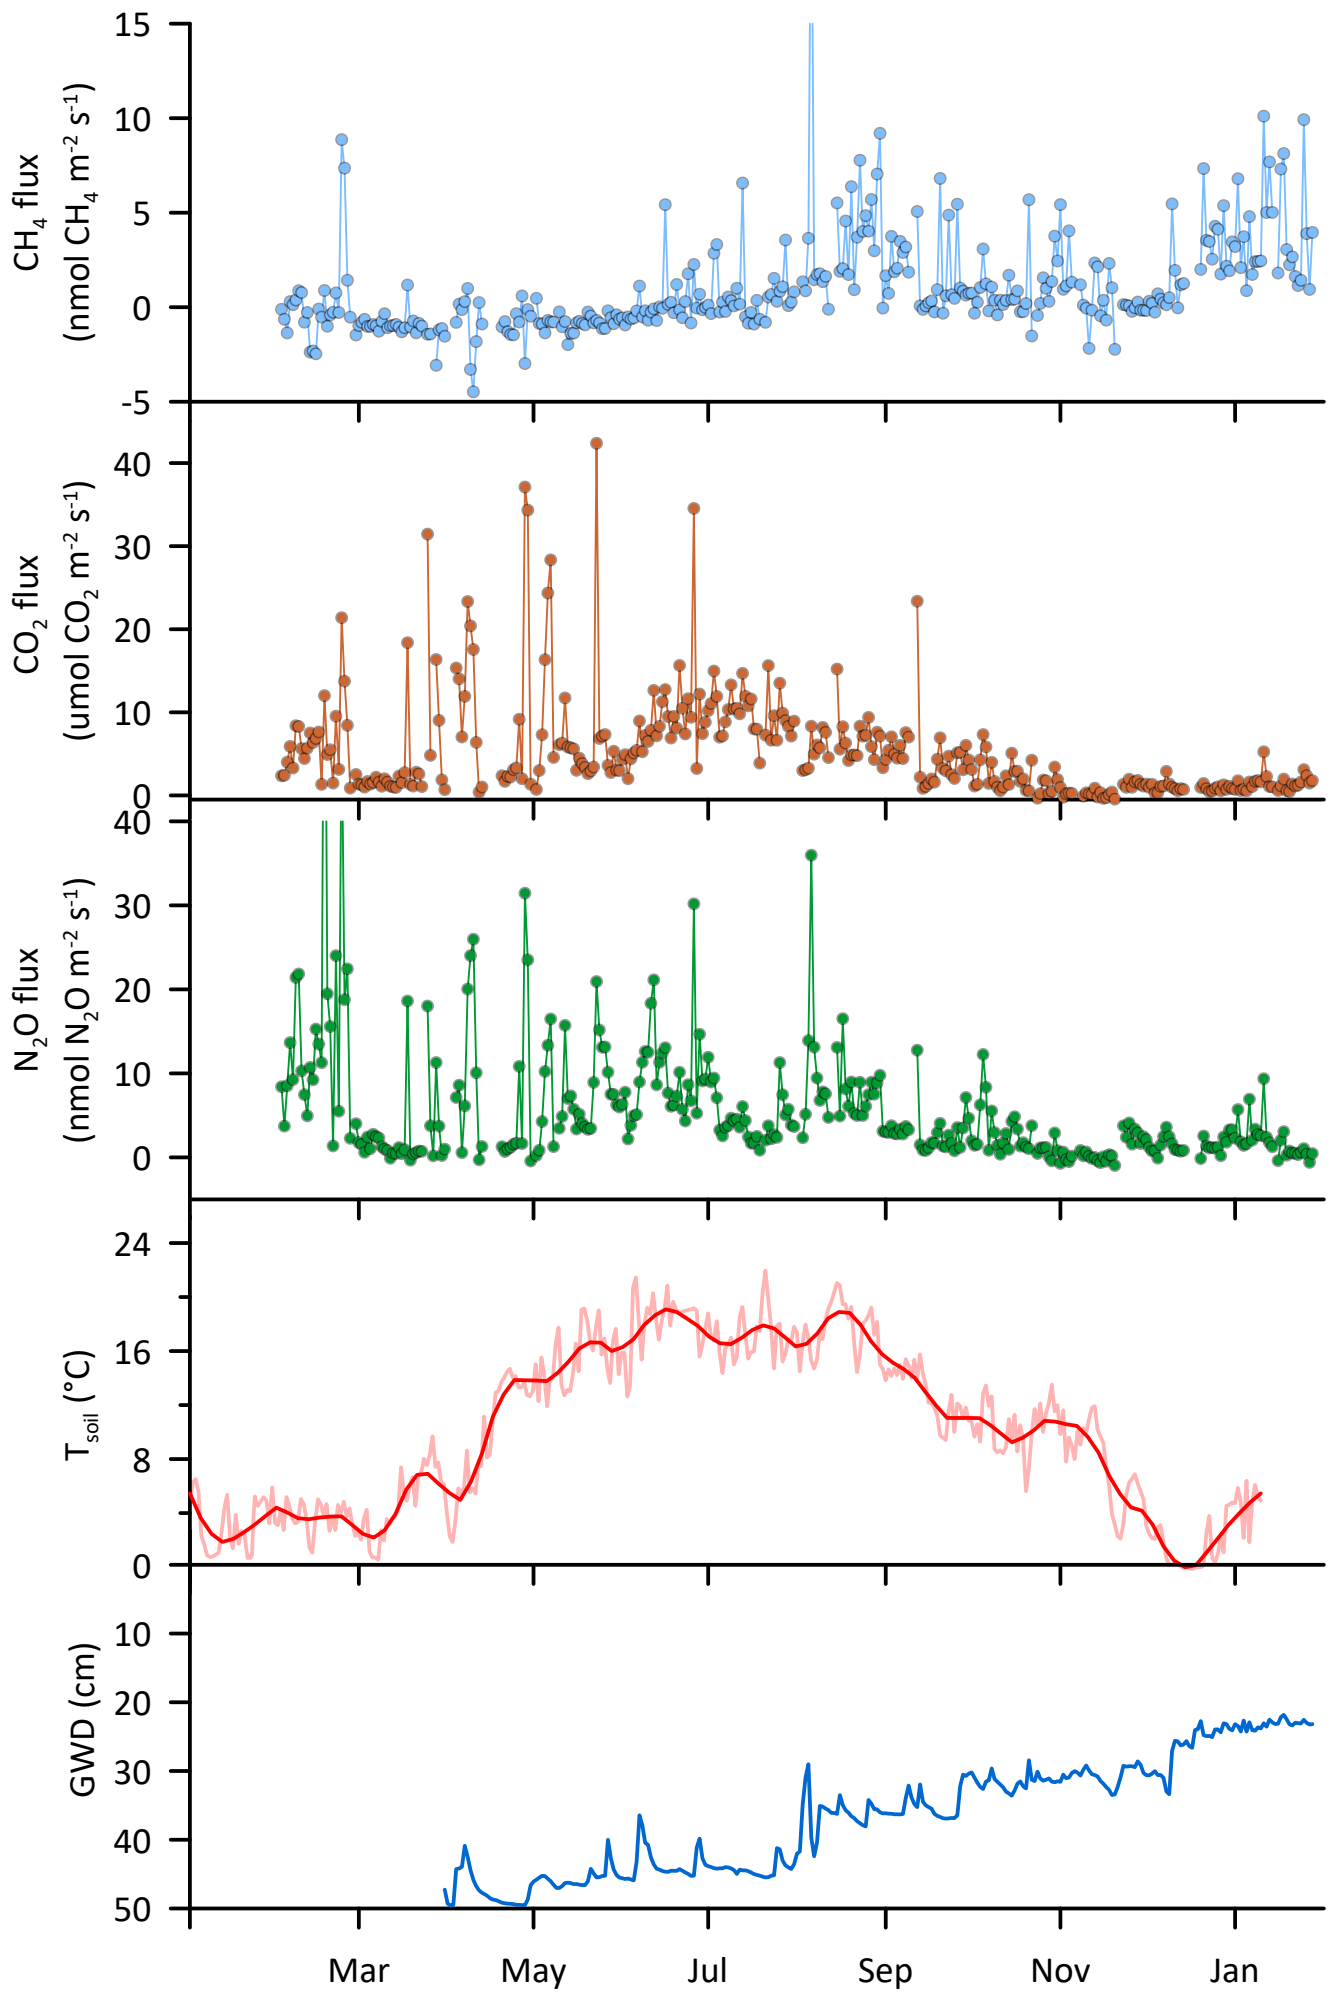 CH4 flux
(nmol CH4 m-2 s-1)
15
10
5
0
-5
CO2 flux
(umol CO2 m-2 s-1)
40
30
20
10
0
N2O flux
(nmol N2O m-2 s-1)
40
30
20
10
0
Tsoil (°C)
24
16
8
0
GWD (cm)
10
20
30
40
50
Mar May Jul Sep Nov Jan